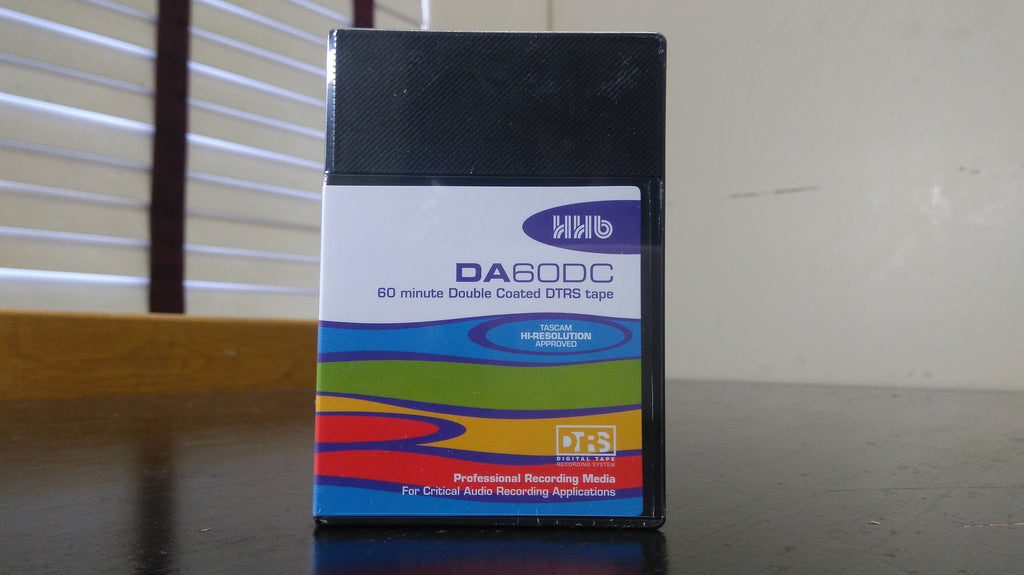 HHb
DA60DC
60 minute Double Coated DTRS tape
TASCAM
HI-RESOLUTION
APPROVED
DTRS
DIGITAL TAPE
RECORDING SYSTEM
Professional Recording Media
For Critical Audio Recording Applications